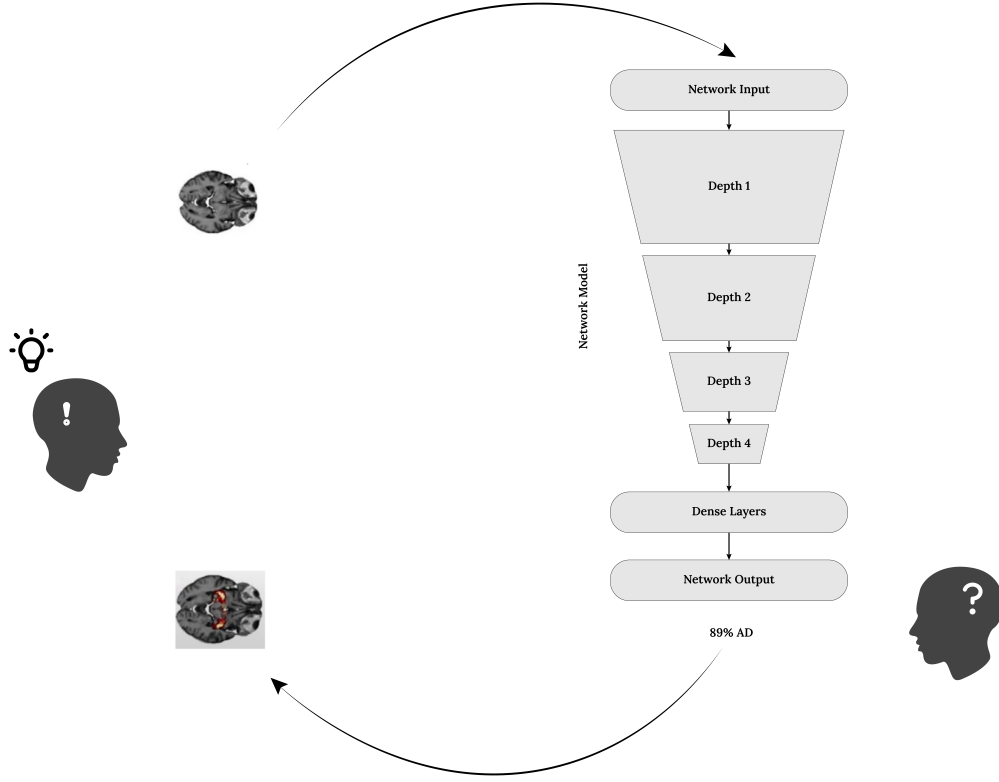 Network Input
Depth 1
Depth 2
Network Model
Depth 3
Depth 4
Dense Layers
Network Output
89% AD
!
?